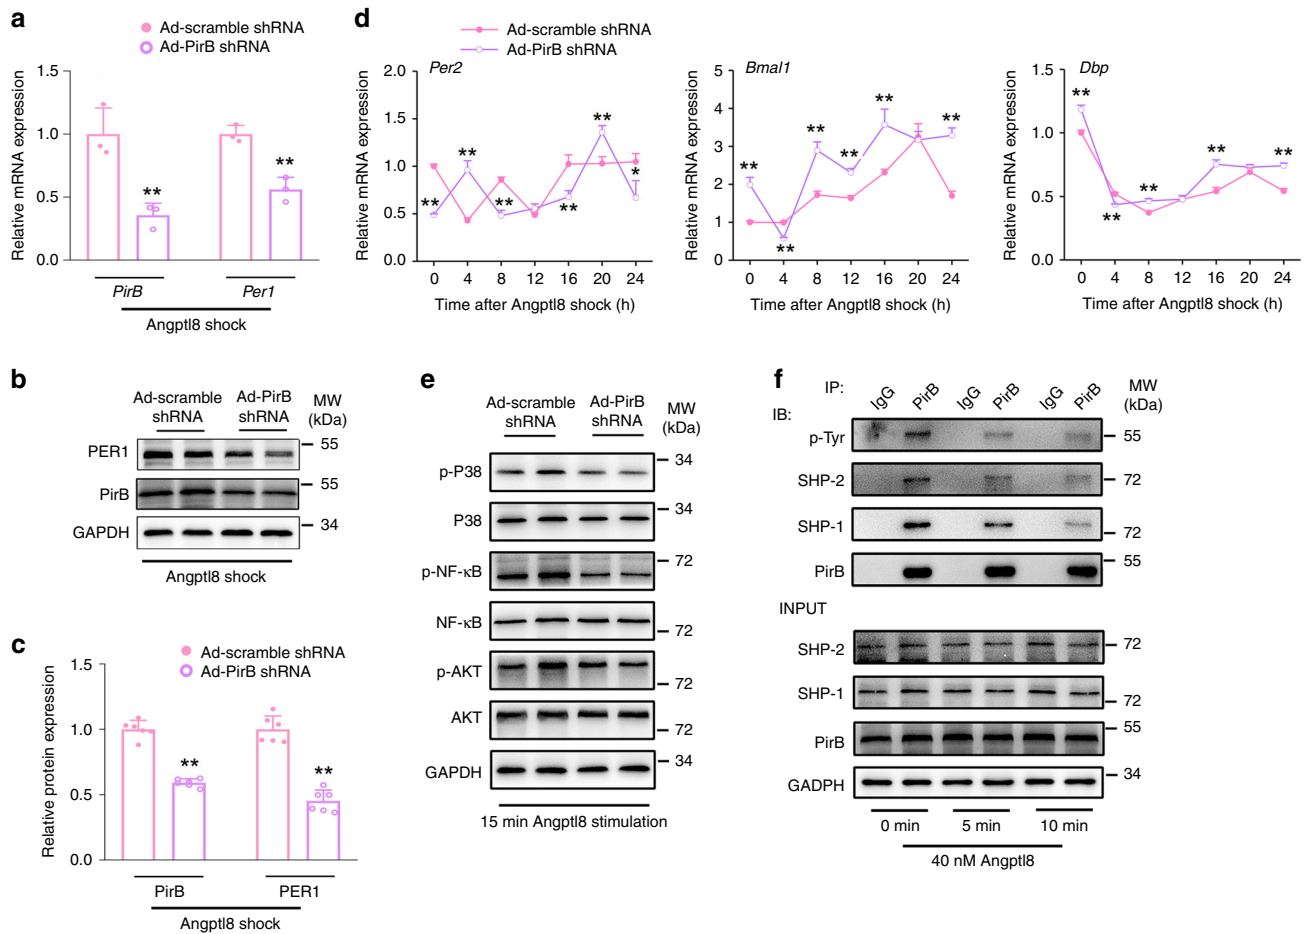 a
Ad-scramble shRNA
Ad-PirB shRNA
Relative mRNA expression
1.5
1.0
0.5
0.0
**
**
PirB
Per1
Angptl8 shock
d
Ad-scramble shRNA
Ad-PirB shRNA
Per2
Relative mRNA expression
2.0
1.5
1.0
0.5
0.0
** ** ** ** ** *
0 4 8 12 16 20 24
Time after Angptl8 shock (h)
Bmal1
Relative mRNA expression
5
4
3
2
1
0
** ** ** ** ** **
0 4 8 12 16 20 24
Time after Angptl8 shock (h)
Dbp
Relative mRNA expression
1.5
1.0
0.5
0.0
** ** ** ** **
0 4 8 12 16 20 24
Time after Angptl8 shock (h)
b
Ad-scramble shRNA
Ad-PirB shRNA
MW (kDa)
PER1
55
PirB
55
GAPDH
34
Angptl8 shock
c
Ad-scramble shRNA
Ad-PirB shRNA
Relative protein expression
1.5
1.0
0.5
0.0
**
**
PirB
PER1
Angptl8 shock
e
Ad-scramble shRNA
Ad-PirB shRNA
MW (kDa)
p-P38
34
P38
34
p-NF-κB
72
NF-κB
72
p-AKT
72
AKT
72
GAPDH
34
15 min Angptl8 stimulation
f
IP:
IgG PirB IgG PirB IgG PirB
MW (kDa)
IB:
p-Tyr
55
SHP-2
72
SHP-1
72
PirB
55
INPUT
SHP-2
72
SHP-1
72
PirB
55
GADPH
34
0 min 5 min 10 min
40 nM Angptl8